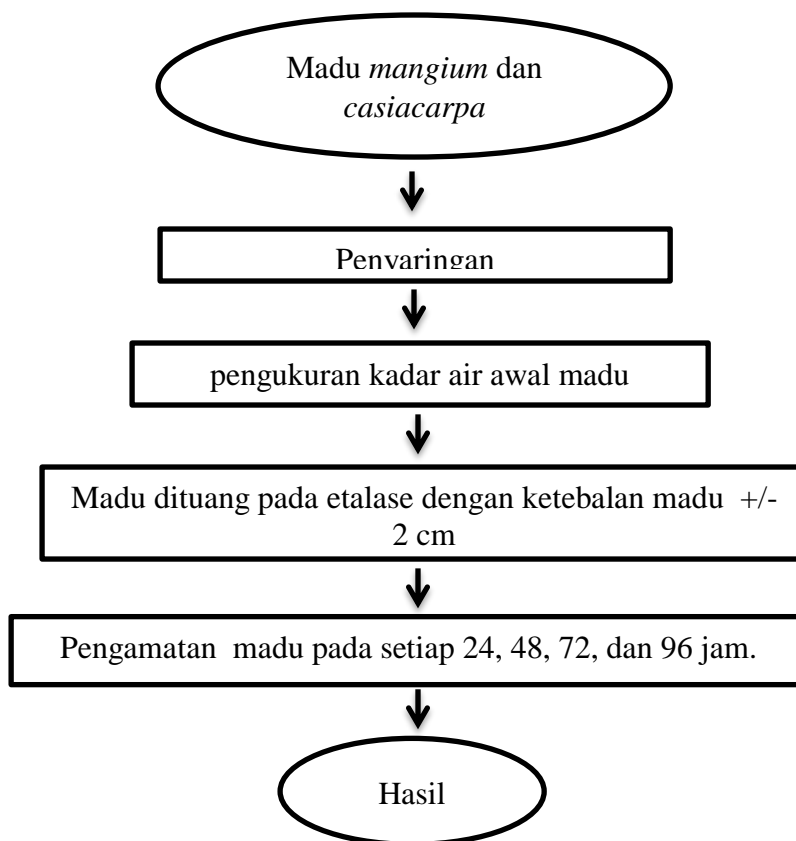 Madu mangium dan
casiacarpa
Penyaringan
pengukuran kadar air awal madu
Madu dituang pada etalase dengan ketebalan madu +/-
2 cm
Pengamatan madu pada setiap 24, 48, 72, dan 96 jam.
Hasil